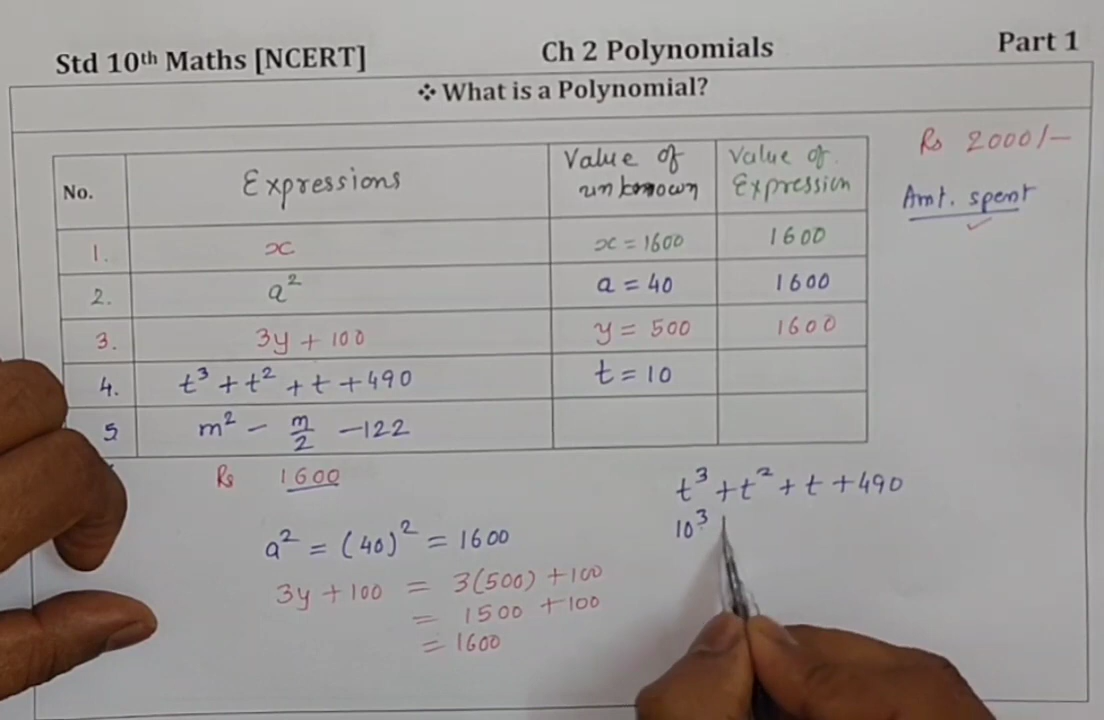 Std 10th Maths [NCERT] Ch 2 Polynomials Part 1
❖ What is a Polynomial?
No. Expressions Value of unknown Value of Expression
1. x x = 1600 1600
2. a² a = 40 1600
3. 3y + 100 y = 500 1600
4. t³ + t² + t + 490 t = 10
5 m² - m/2 - 122
Rs 2000/-
Amt. spent
Rs 1600
a² = (40)² = 1600
3y + 100 = 3(500) + 100
= 1500 + 100
= 1600
t³ + t² + t + 490
10³